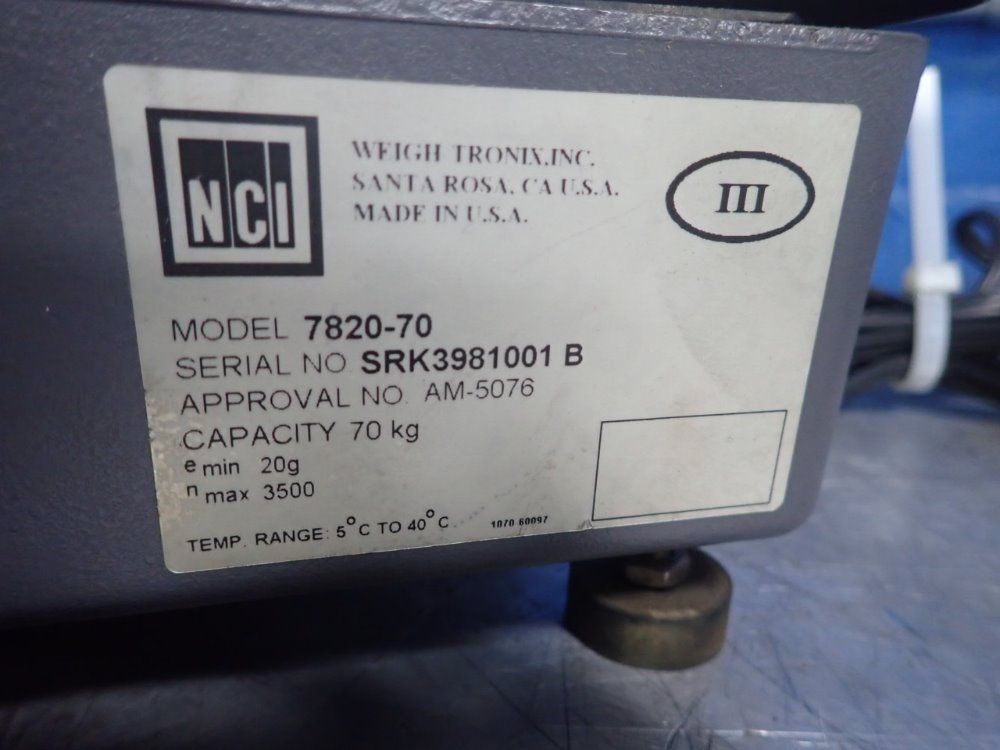 NCI
WEIGH TRONIX,INC.
SANTA ROSA, CA U.S.A.
MADE IN U.S.A.
III
MODEL 7820-70
SERIAL NO SRK3981001 B
APPROVAL NO. AM-5076
CAPACITY 70 kg
e min 20g
n max 3500
TEMP. RANGE: 5°C TO 40°C
1070 60097